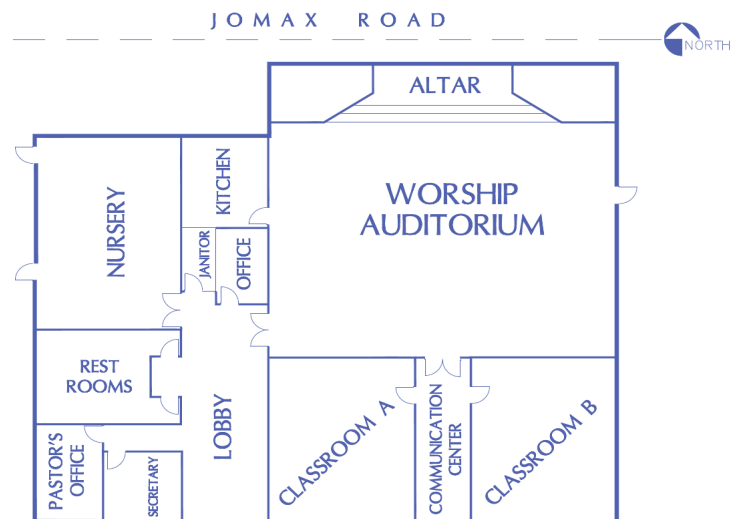 JOMAX ROAD
NORTH
ALTAR
WORSHIP
AUDITORIUM
KITCHEN
NURSERY
JANITOR
OFFICE
REST
ROOMS
LOBBY
PASTOR'S
OFFICE
SECRETARY
CLASSROOM A
COMMUNICATION
CENTER
CLASSROOM B